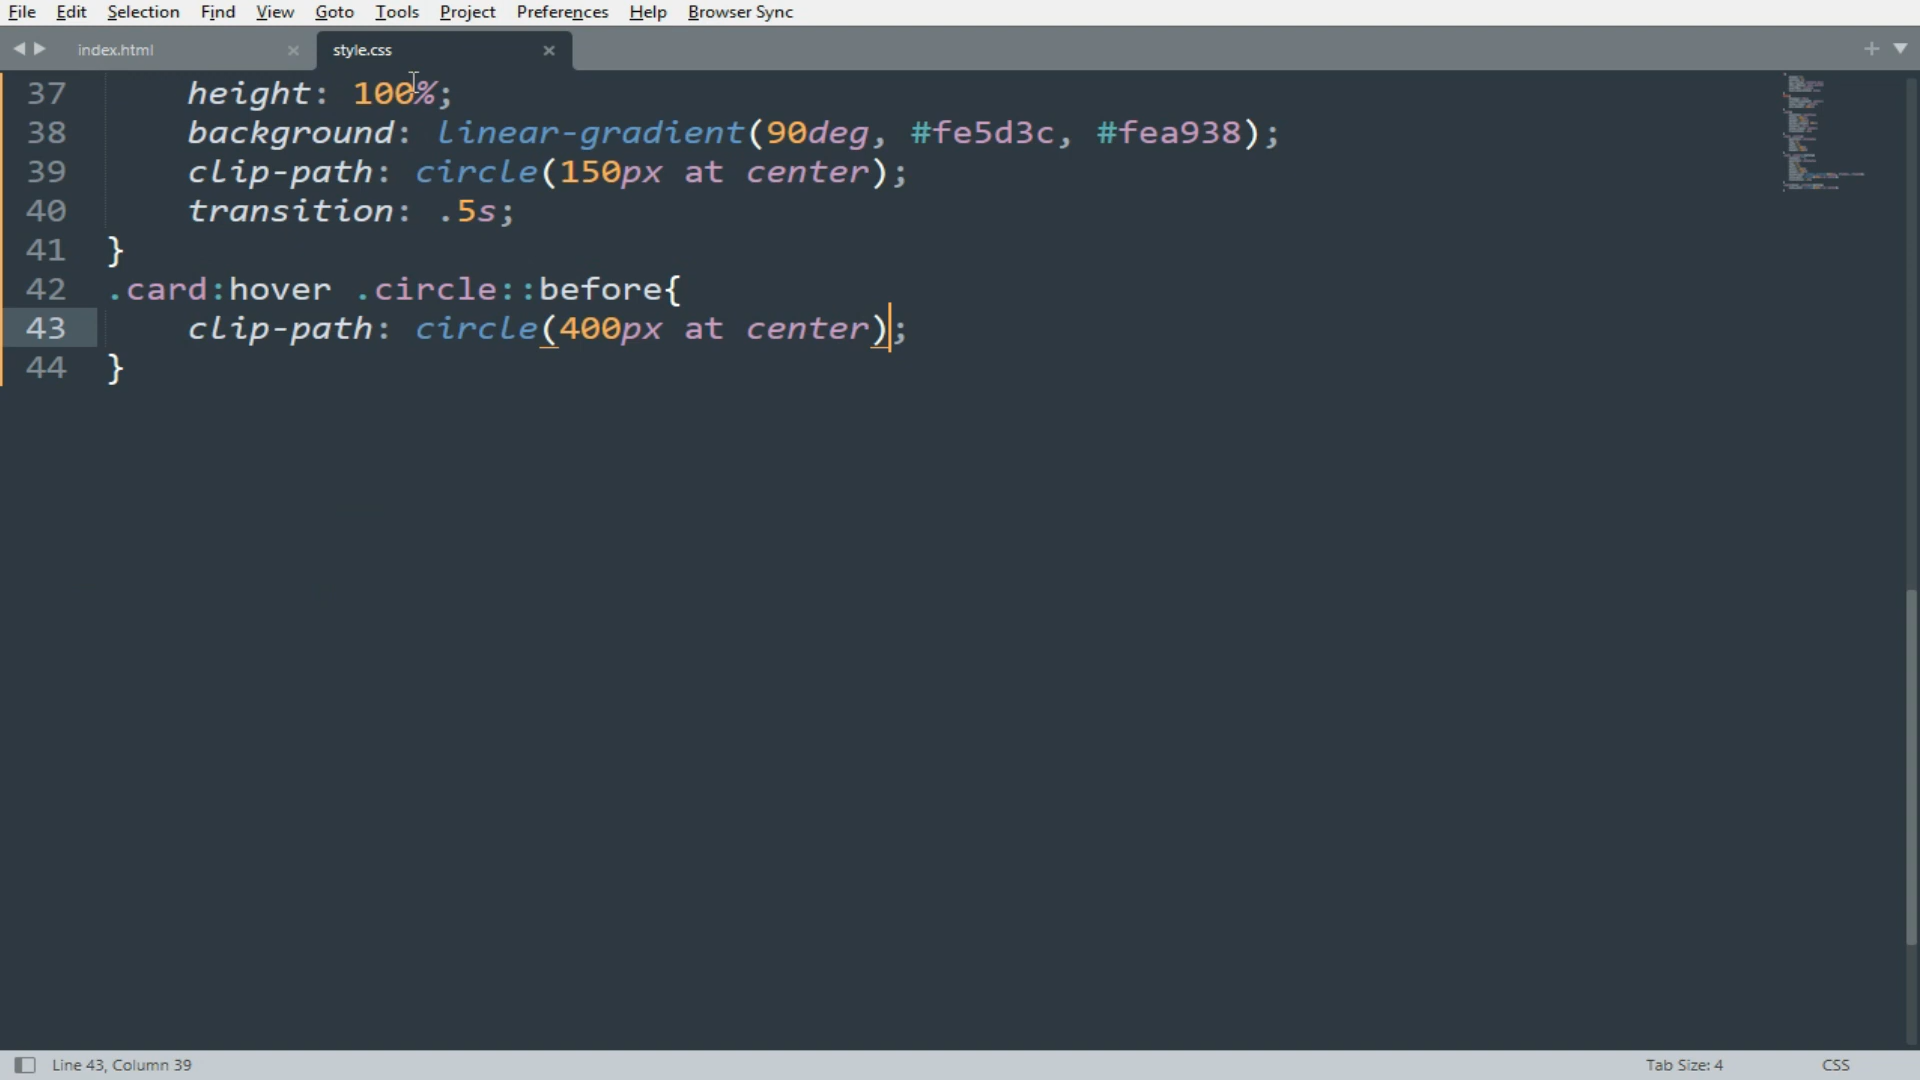 File Edit Selection Find View Goto Tools Project Preferences Help Browser Sync
index.html × style.css ×
37 height: 100%;
38 background: linear-gradient(90deg, #fe5d3c, #fea938);
39 clip-path: circle(150px at center);
40 transition: .5s;
41 }
42 .card:hover .circle::before{
43 clip-path: circle(400px at center);
44 }
Line 43, Column 39 Tab Size: 4 CSS